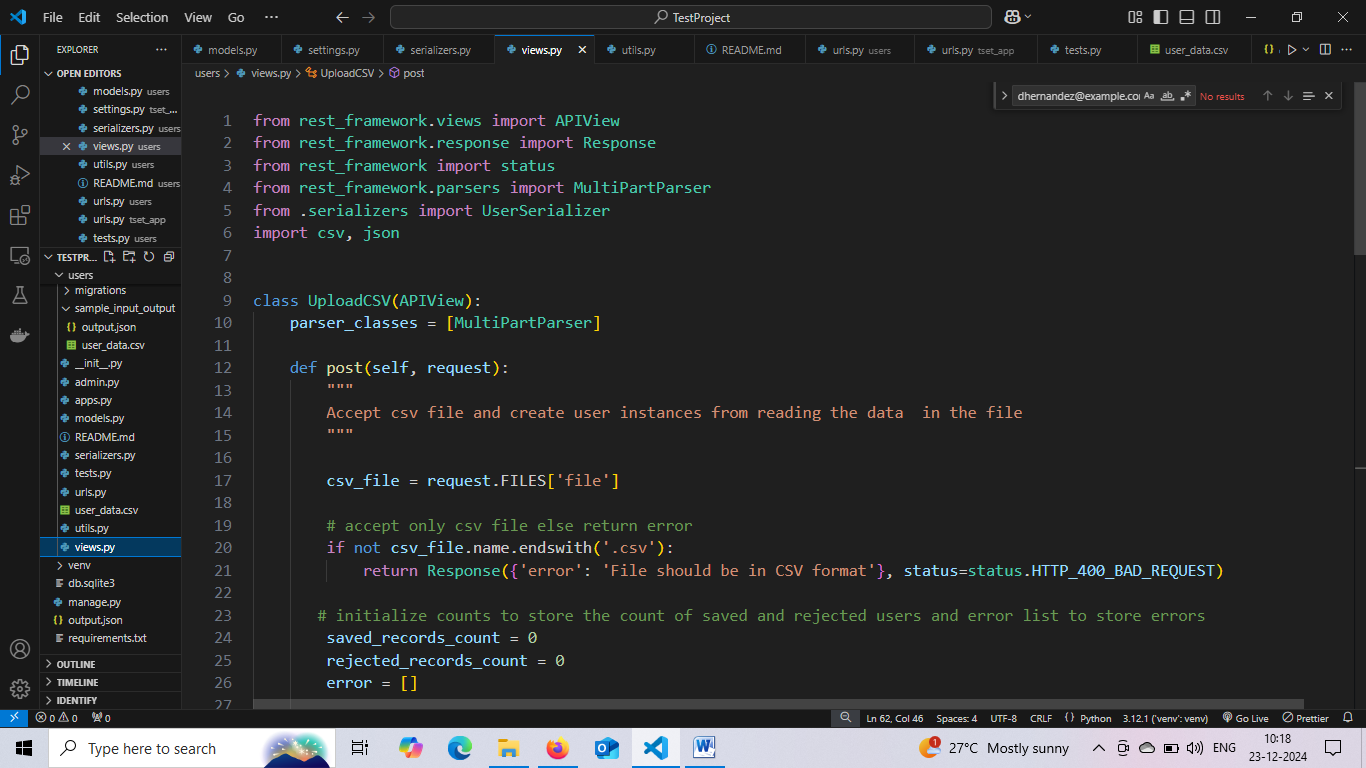 File Edit Selection View Go ··· TestProject
EXPLORER ···
models.py settings.py serializers.py views.py utils.py README.md urls.py users urls.py tset_app tests.py user_data.csv
users > views.py > UploadCSV > post
OPEN EDITORS
models.py users
settings.py tset_...
serializers.py users
views.py users
utils.py users
README.md users
urls.py users
urls.py tset_app
tests.py users
TESTPR...
users
migrations
sample_input_output
output.json
user_data.csv
__init__.py
admin.py
apps.py
models.py
README.md
serializers.py
tests.py
urls.py
user_data.csv
utils.py
views.py
venv
db.sqlite3
manage.py
output.json
requirements.txt
OUTLINE
TIMELINE
IDENTIFY
dhernandez@example.co Aa ab No results
1 from rest_framework.views import APIView
2 from rest_framework.response import Response
3 from rest_framework import status
4 from rest_framework.parsers import MultiPartParser
5 from .serializers import UserSerializer
6 import csv, json
7
8
9 class UploadCSV(APIView):
10 parser_classes = [MultiPartParser]
11
12 def post(self, request):
13 """
14 Accept csv file and create user instances from reading the data  in the file
15 """
16
17 csv_file = request.FILES['file']
18
19 # accept only csv file else return error
20 if not csv_file.name.endswith('.csv'):
21 return Response({'error': 'File should be in CSV format'}, status=status.HTTP_400_BAD_REQUEST)
22
23 # initialize counts to store the count of saved and rejected users and error list to store errors
24 saved_records_count = 0
25 rejected_records_count = 0
26 error = []
27
0 0 0 Ln 62, Col 46 Spaces: 4 UTF-8 CRLF Python 3.12.1 ('venv': venv) Go Live Prettier
Type here to search 1 27°C Mostly sunny ENG 10:18
23-12-2024